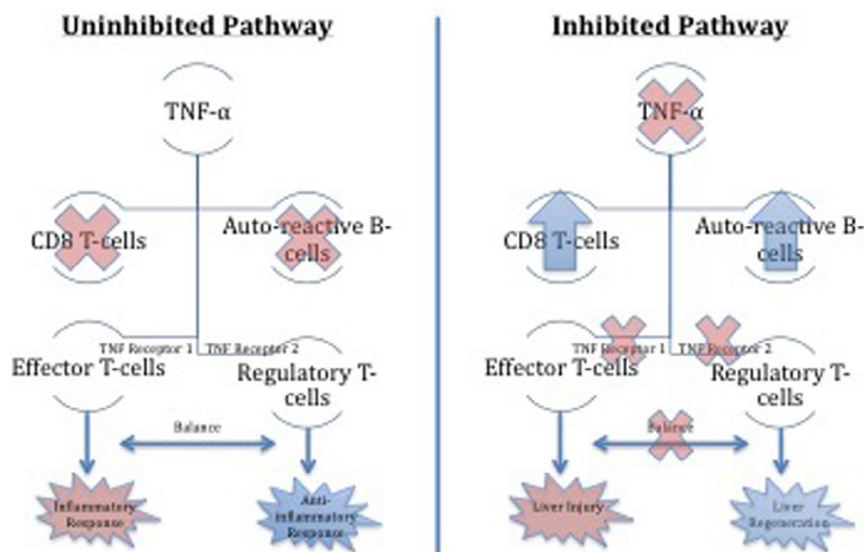 Uninhibited Pathway
TNF-α
CD8 T-cells
Auto-reactive B-
cells
TNF Receptor 1
TNF Receptor 2
Effector T-cells
Regulatory T-
cells
Balance
Inflammatory
Response
Anti-
inflammatory
Response
Inhibited Pathway
TNF-α
CD8 T-cells
Auto-reactive B-
cells
TNF Receptor 1
TNF Receptor 2
Effector T-cells
Regulatory T-
cells
Balance
Liver Injury
Liver
Regeneration